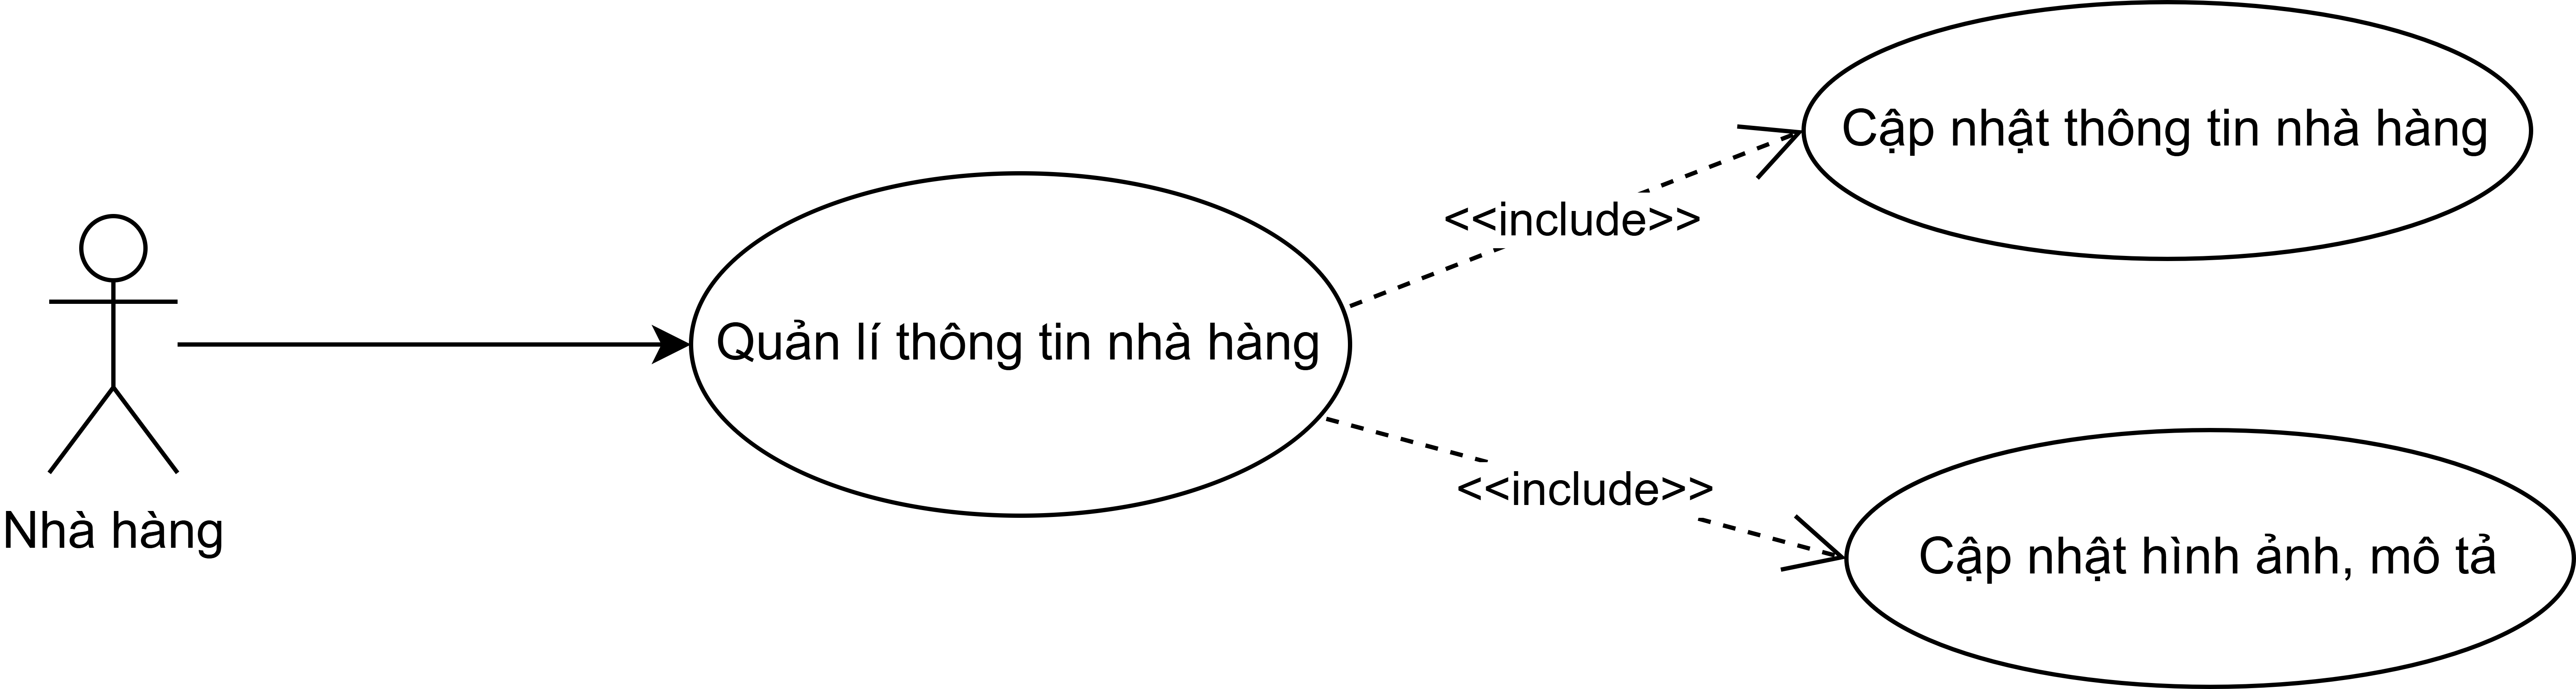 Cập nhật thông tin nhà hàng
<<include>>
Quản lí thông tin nhà hàng
<<include>>
Nhà hàng
Cập nhật hình ảnh, mô tả